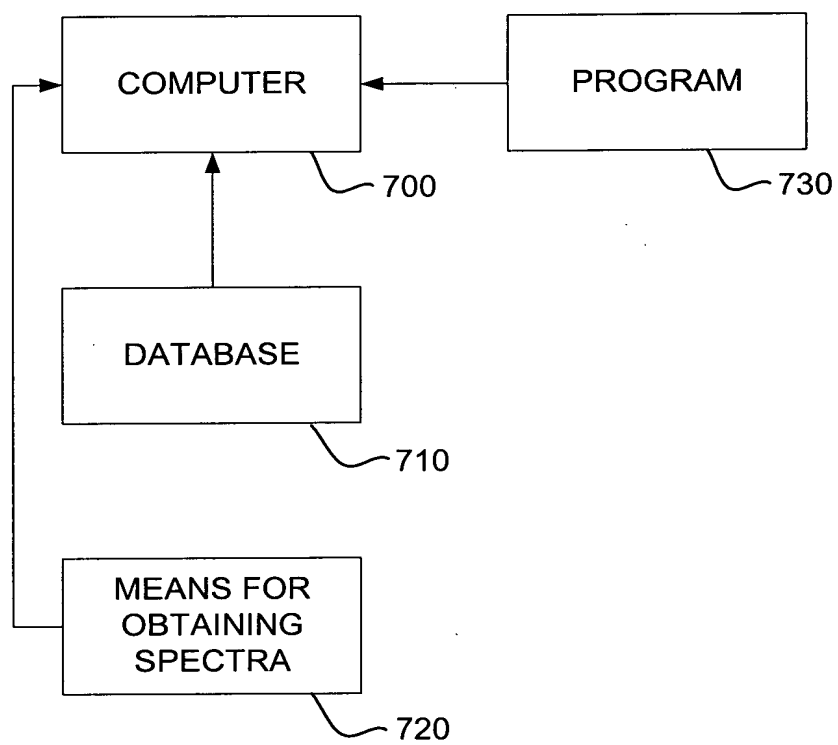 COMPUTER
700
PROGRAM
730
DATABASE
710
MEANS FOR
OBTAINING
SPECTRA
720